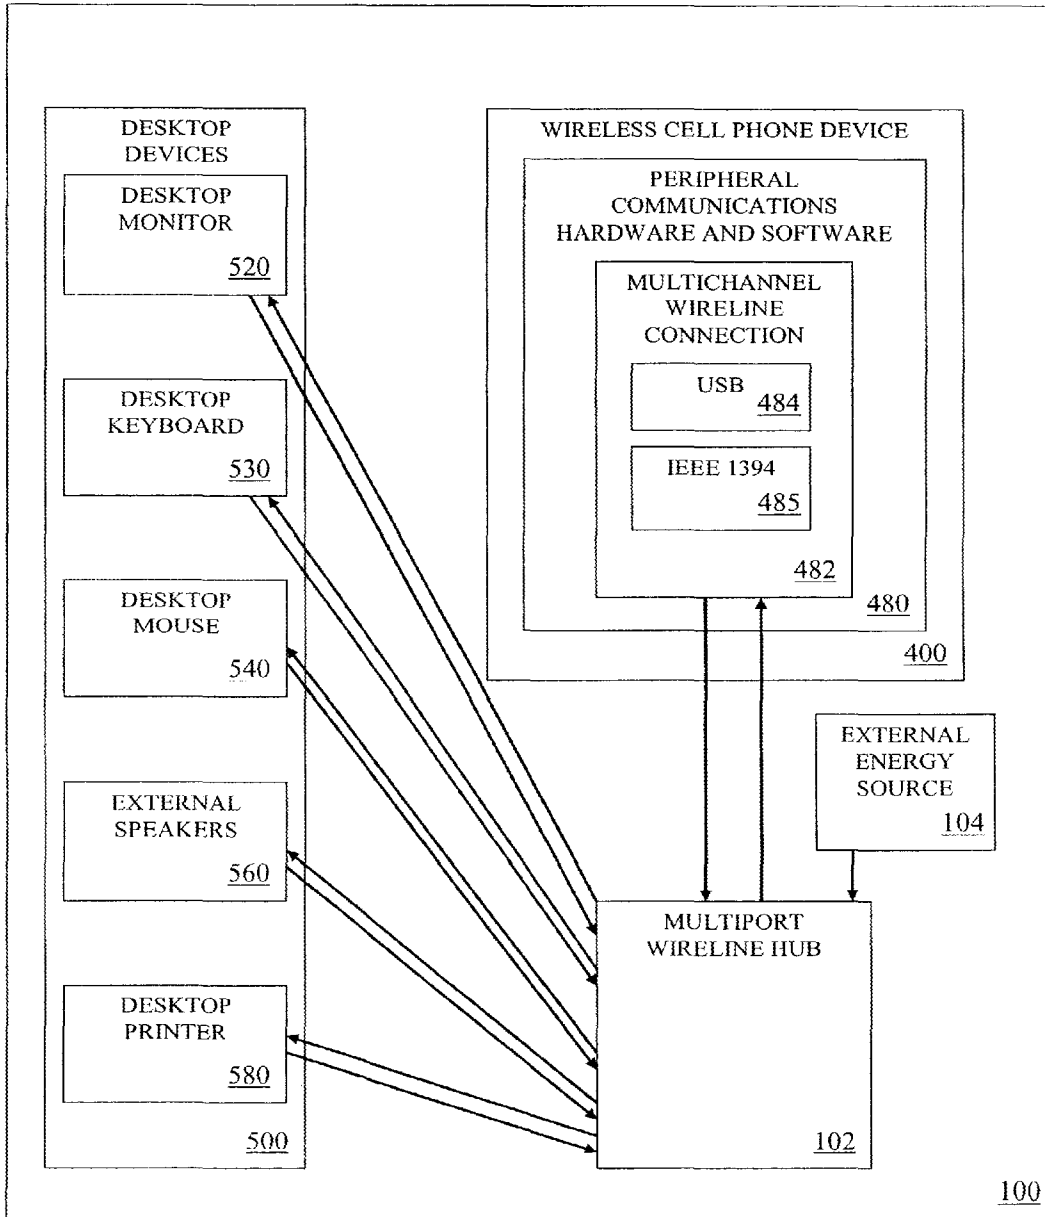 DESKTOP
DEVICES
DESKTOP
MONITOR
520
DESKTOP
KEYBOARD
530
DESKTOP
MOUSE
540
EXTERNAL
SPEAKERS
560
DESKTOP
PRINTER
580
500
WIRELESS CELL PHONE DEVICE
PERIPHERAL
COMMUNICATIONS
HARDWARE AND SOFTWARE
MULTICHANNEL
WIRELINE
CONNECTION
USB
484
IEEE 1394
485
482
480
400
EXTERNAL
ENERGY
SOURCE
104
MULTIPORT
WIRELINE HUB
102
100